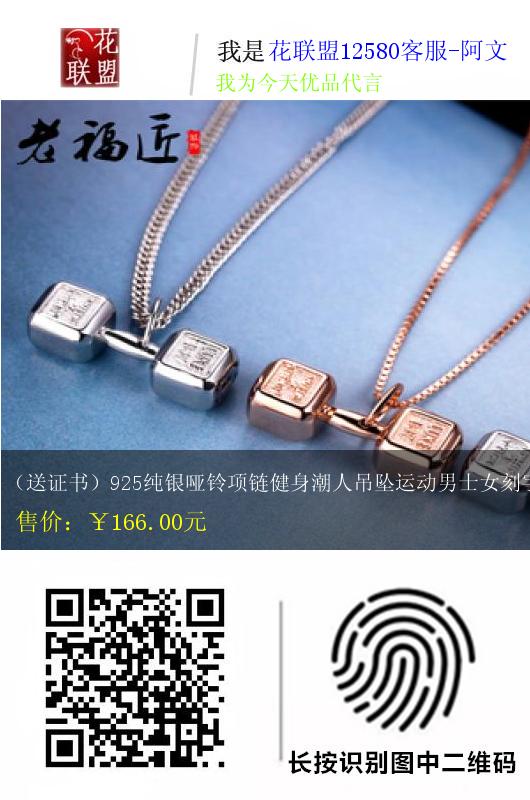 花联盟
我是花联盟12580客服-阿文
我为今天优品代言
老福匠
（送证书）925纯银哑铃项链健身潮人吊坠运动男士女刻字
售价：￥166.00元
长按识别图中二维码